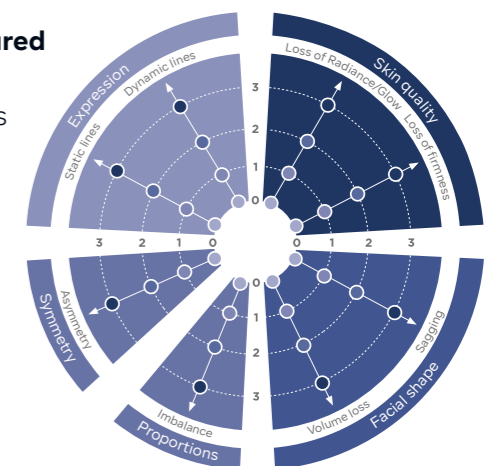 ured
s
Expression
Dynamic lines
Static lines
Skin quality
Loss of Radiance/Glow
Loss of firmness
3
2
1
0
3
2
1
0
0
1
2
3
0
1
2
3
Symmetry
Asymmetry
Imbalance
Proportions
Volume loss
Sagging
Facial shape